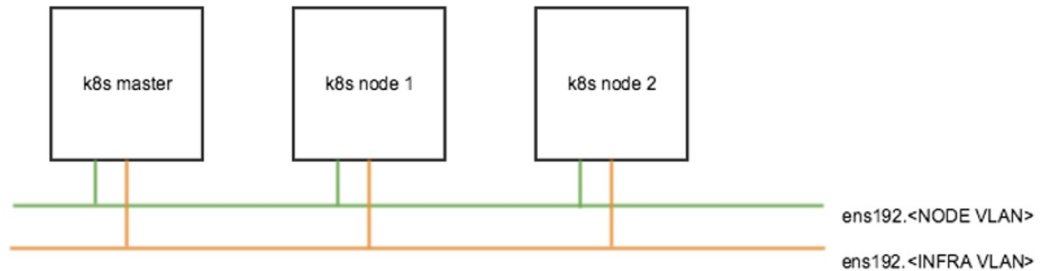 k8s master
k8s node 1
k8s node 2
ens192.<NODE VLAN>
ens192.<INFRA VLAN>